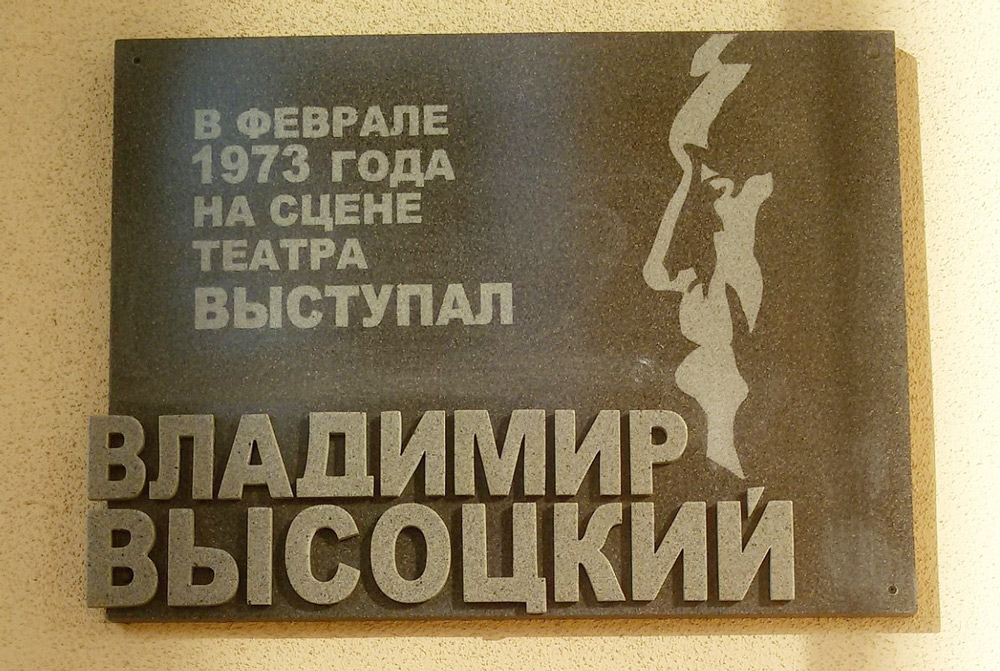 В ФЕВРАЛЕ
1973 ГОДА
НА СЦЕНЕ
ТЕАТРА
ВЫСТУПАЛ
ВЛАДИМИР
ВЫСОЦКИЙ